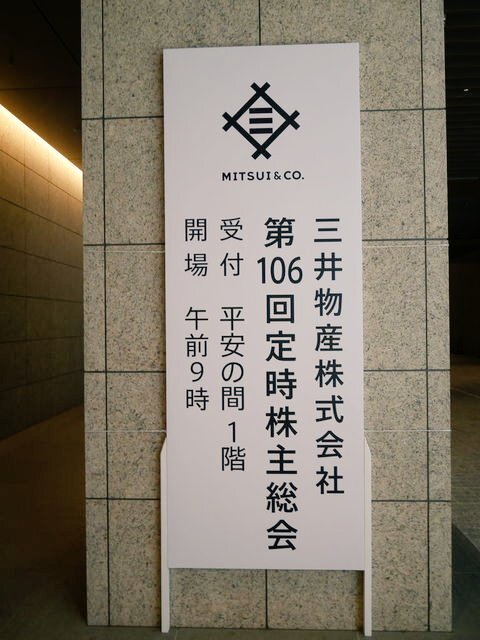 MITSUI & CO.
三井物産株式会社
第106回定時株主総会
受付 平安の間 1階
開場 午前9時